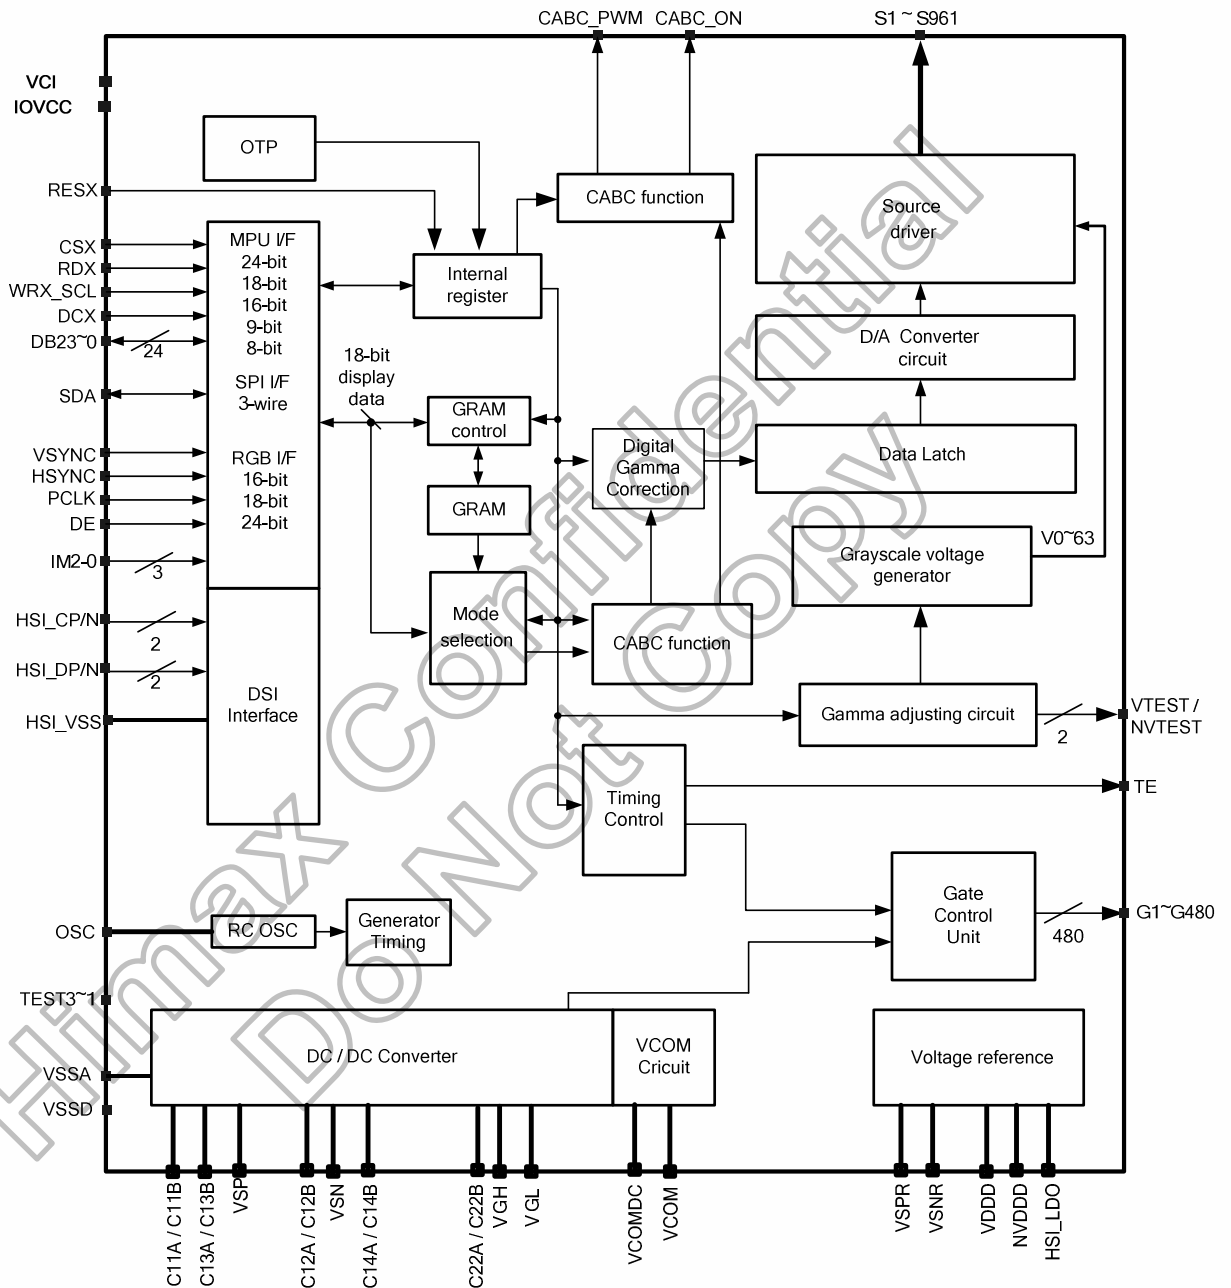 CABC_PWM
CABC_ON
S1 ~ S961
VCI
IOVCC
OTP
RESX
CABC function
Source
driver
CSX
RDX
WRX_SCL
DCX
DB23~0
24
SDA
VSYNC
HSYNC
PCLK
DE
IM2-0
3
HSI_CP/N
2
HSI_DP/N
2
HSI_VSS
MPU I/F
24-bit
18-bit
16-bit
9-bit
8-bit
SPI I/F
3-wire
RGB I/F
16-bit
18-bit
24-bit
DSI
Interface
Internal
register
18-bit
display
data
GRAM
control
GRAM
Mode
selection
Digital
Gamma
Correction
CABC function
D/A Converter
circuit
Data Latch
Grayscale voltage
generator
V0~63
Gamma adjusting circuit
2
VTEST /
NVTEST
Timing
Control
TE
Gate
Control
Unit
480
G1~G480
OSC
RC OSC
Generator
Timing
TEST3~1
VSSA
VSSD
DC / DC Converter
VCOM
Cricuit
Voltage reference
C11A / C11B
C13A / C13B
VSP
C12A / C12B
VSN
C14A / C14B
C22A / C22B
VGH
VGL
VCOMDC
VCOM
VSPR
VSNR
VDDD
NVDDD
HSI_LDO
Himax Confidential
Do Not Copy